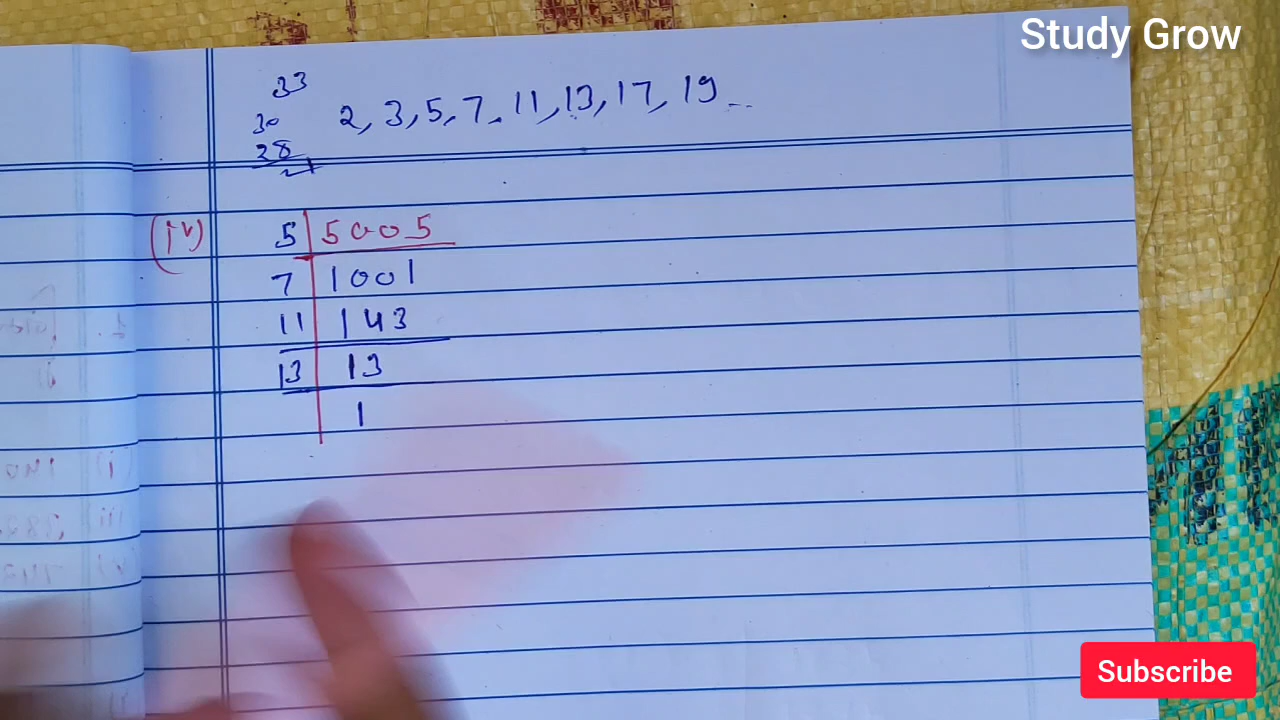 Study Grow
33
30
28
2, 3, 5, 7, 11, 13, 17, 19 ...
(iv) 5 | 5005
7 | 1001
11 | 143
13 | 13
1
Subscribe